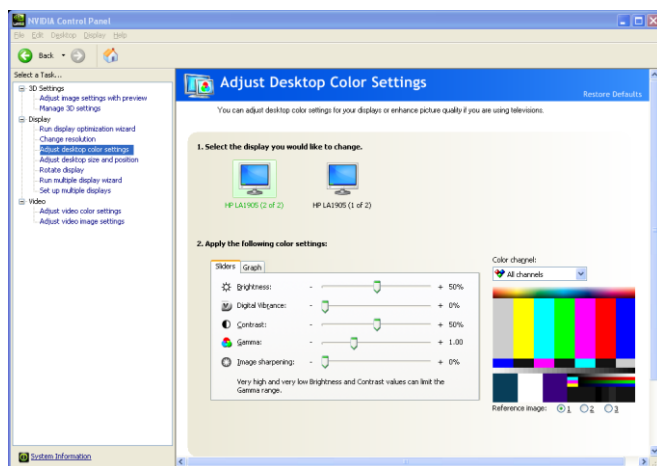 NVIDIA Control Panel
File Edit Desktop Display Help
Back
Select a Task...
3D Settings
Adjust image settings with preview
Manage 3D settings
Display
Run display optimization wizard
Change resolution
Adjust desktop color settings
Adjust desktop size and position
Rotate display
Run multiple display wizard
Set up multiple displays
Video
Adjust video color settings
Adjust video image settings
System Information
Adjust Desktop Color Settings
Restore Defaults
You can adjust desktop color settings for your displays or enhance picture quality if you are using televisions.
1. Select the display you would like to change.
HP LA1905 (2 of 2) HP LA1905 (1 of 2)
2. Apply the following color settings:
Sliders Graph
Brightness: - + 50%
Digital Vibrance: - + 0%
Contrast: - + 50%
Gamma: - + 1.00
Image sharpening: - + 0%
Very high and very low Brightness and Contrast values can limit the
Gamma range.
Color channel:
All channels
Reference image: 1 2 3